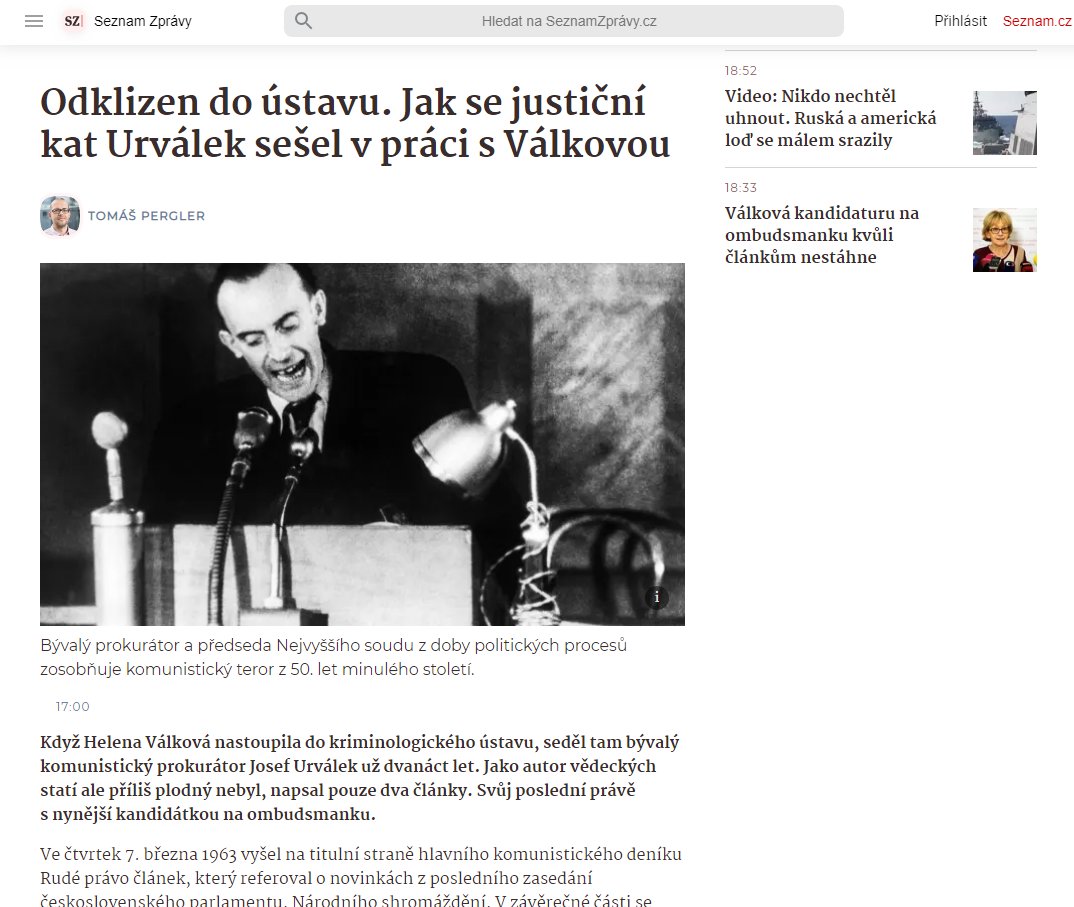 SZ Seznam Zprávy
Hledat na SeznamZprávy.cz
Přihlásit
Seznam.cz
Odklizen do ústavu. Jak se justiční
kat Urválek sešel v práci s Válkovou
TOMÁŠ PERGLER
i
Bývalý prokurátor a předseda Nejvyššího soudu z doby politických procesů
zosobňuje komunistický teror z 50. let minulého století.
17:00
Když Helena Válková nastoupila do kriminologického ústavu, seděl tam bývalý
komunistický prokurátor Josef Urválek už dvanáct let. Jako autor vědeckých
statí ale příliš plodný nebyl, napsal pouze dva články. Svůj poslední právě
s nynější kandidátkou na ombudsmanku.
Ve čtvrtek 7. března 1963 vyšel na titulní straně hlavního komunistického deníku
Rudé právo článek, který referoval o novinkách z posledního zasedání
československého parlamentu, Národního shromáždění. V závěrečné části se
18:52
Video: Nikdo nechtěl
uhnout. Ruská a americká
loď se málem srazily
18:33
Válková kandidaturu na
ombudsmanku kvůli
článkům nestáhne